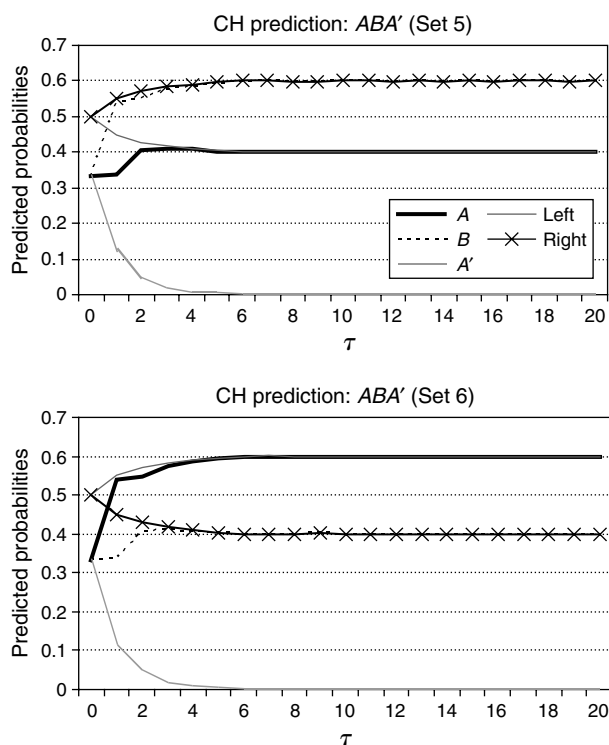 CH prediction: ABA′ (Set 5)
Predicted probabilities
0.7
0.6
0.5
0.4
0.3
0.2
0.1
0
A
Left
B
Right
A′
0 2 4 6 8 10 12 14 16 18 20
τ
CH prediction: ABA′ (Set 6)
Predicted probabilities
0.7
0.6
0.5
0.4
0.3
0.2
0.1
0
0 2 4 6 8 10 12 14 16 18 20
τ